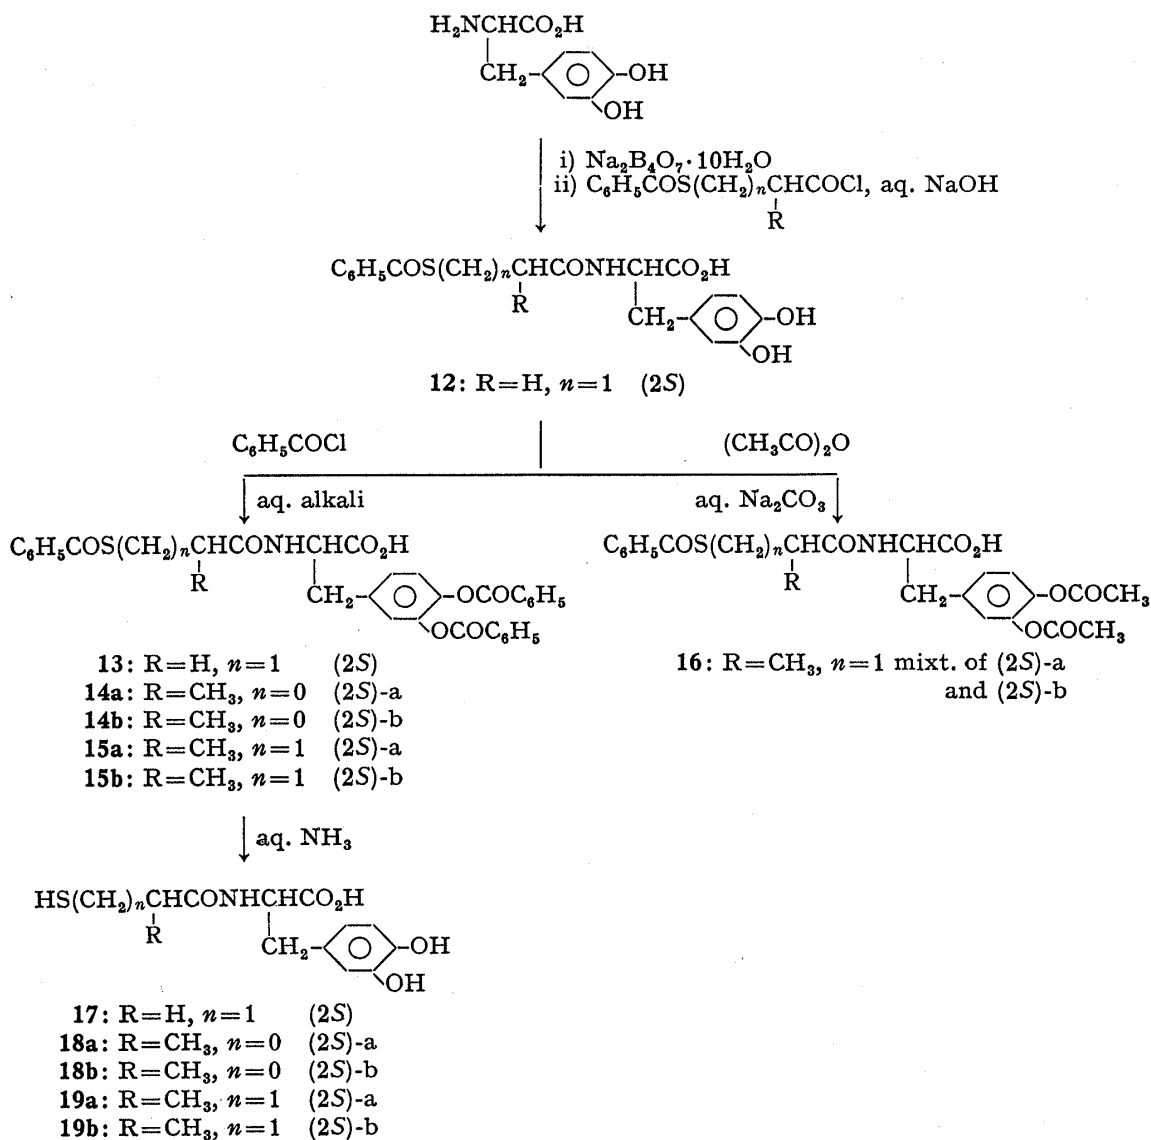 H₂NCHCO₂H
CH₂- -OH
OH
i) Na₂B₄O₇·10H₂O
ii) C₆H₅COS(CH₂)ₙCHCOCl, aq. NaOH
R
C₆H₅COS(CH₂)ₙCHCONHCHCO₂H
R
CH₂- -OH
OH
12: R=H, n=1 (2S)
C₆H₅COCl
(CH₃CO)₂O
aq. alkali
aq. Na₂CO₃
C₆H₅COS(CH₂)ₙCHCONHCHCO₂H
R
CH₂- -OCOC₆H₅
OCOC₆H₅
13: R=H, n=1 (2S)
14a: R=CH₃, n=0 (2S)-a
14b: R=CH₃, n=0 (2S)-b
15a: R=CH₃, n=1 (2S)-a
15b: R=CH₃, n=1 (2S)-b
C₆H₅COS(CH₂)ₙCHCONHCHCO₂H
R
CH₂- -OCOCH₃
OCOCH₃
16: R=CH₃, n=1 mixt. of (2S)-a
and (2S)-b
aq. NH₃
HS(CH₂)ₙCHCONHCHCO₂H
R
CH₂- -OH
OH
17: R=H, n=1 (2S)
18a: R=CH₃, n=0 (2S)-a
18b: R=CH₃, n=0 (2S)-b
19a: R=CH₃, n=1 (2S)-a
19b: R=CH₃, n=1 (2S)-b